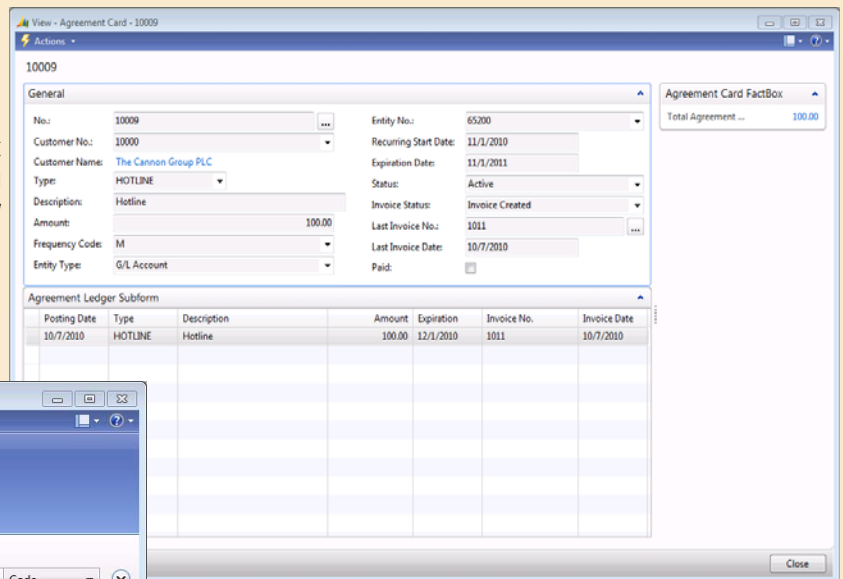 View - Agreement Card - 10009
Actions
10009
General
No.: 10009 ... Entity No.: 65200
Customer No.: 10000 Recurring Start Date: 11/1/2010
Customer Name: The Cannon Group PLC Expiration Date: 11/1/2011
Type: HOTLINE Status: Active
Description: Hotline Invoice Status: Invoice Created
Amount: 100.00 Last Invoice No.: 1011 ...
Frequency Code: M Last Invoice Date: 10/7/2010
Entity Type: G/L Account Paid:
Agreement Card FactBox
Total Agreement ... 100.00
Agreement Ledger Subform
Posting Date Type Description Amount Expiration Invoice No. Invoice Date
10/7/2010 HOTLINE Hotline 100.00 12/1/2010 1011 10/7/2010
Close